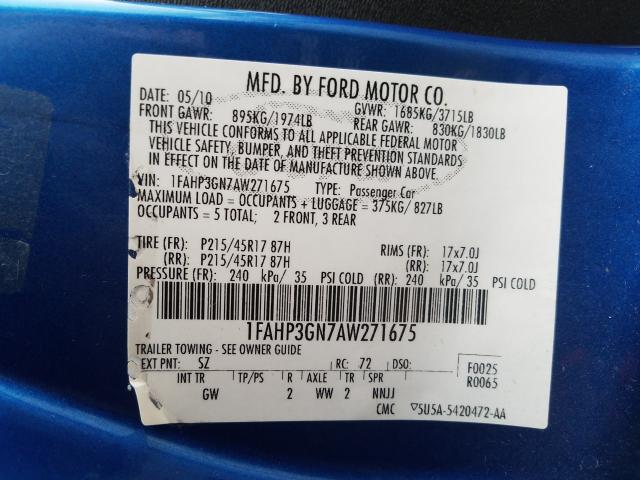 MFD. BY FORD MOTOR CO.
DATE: 05/10 GVWR: 1685KG/3715LB
FRONT GAWR: 895KG/1974LB REAR GAWR: 830KG/1830LB
THIS VEHICLE CONFORMS TO ALL APPLICABLE FEDERAL MOTOR
VEHICLE SAFETY, BUMPER, AND THEFT PREVENTION STANDARDS
IN EFFECT ON THE DATE OF MANUFACTURE SHOWN ABOVE.
VIN: 1FAHP3GN7AW271675 TYPE: Passenger Car
MAXIMUM LOAD = OCCUPANTS + LUGGAGE = 375KG/ 827LB
OCCUPANTS = 5 TOTAL; 2 FRONT, 3 REAR
TIRE (FR): P215/45R17 87H RIMS (FR): 17x7.0J
(RR): P215/45R17 87H (RR): 17x7.0J
PRESSURE (FR): 240 kPa/ 35 PSI COLD (RR): 240 kPa/ 35 PSI COLD
1FAHP3GN7AW271675
TRAILER TOWING - SEE OWNER GUIDE
EXT PNT: SZ RC: 72 DSO: F0025
INT TR TP/PS R AXLE TR SPR R0065
GW 2 WW 2 NNJJ
CMC ▽5U5A-5420472-AA